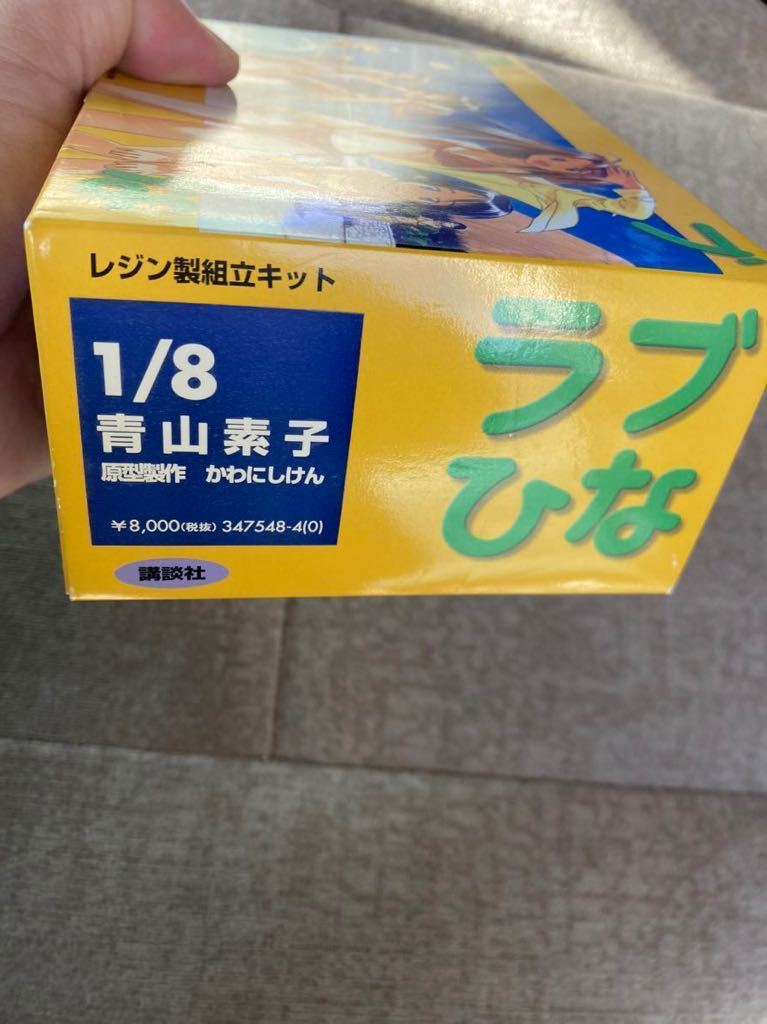 レジン製組立キット
1/8
青山素子
原型製作 かわにしけん
¥8,000(税抜) 347548-4(0)
講談社
ラブ
ひな